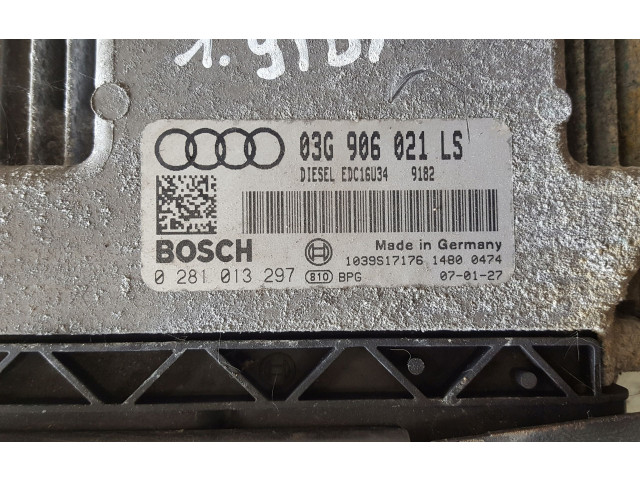 1.9TDI
03G 906 021 LS
DIESEL EDC16U34 9182
BOSCH
Made in Germany
1039S17176 1480 0474
0 281 013 297 B10 BPG 07-01-27